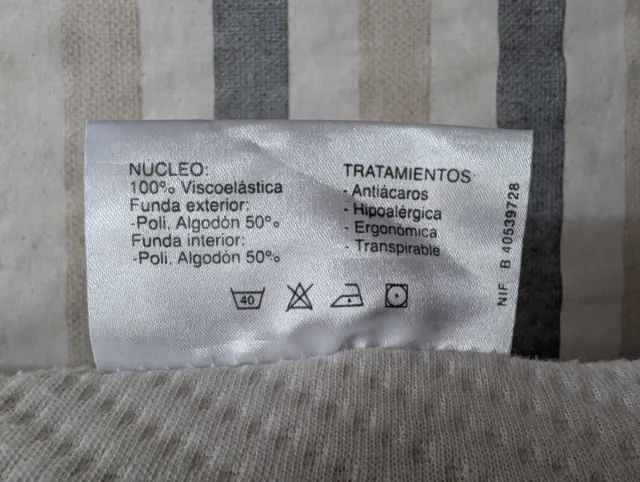 NUCLEO:
100% Viscoelástica
Funda exterior:
-Poli. Algodón 50%
Funda interior:
-Poli. Algodón 50%
TRATAMIENTOS
- Antiácaros
- Hipoalérgica
- Ergonòmica
- Transpirable
40
NIF. B 40539728